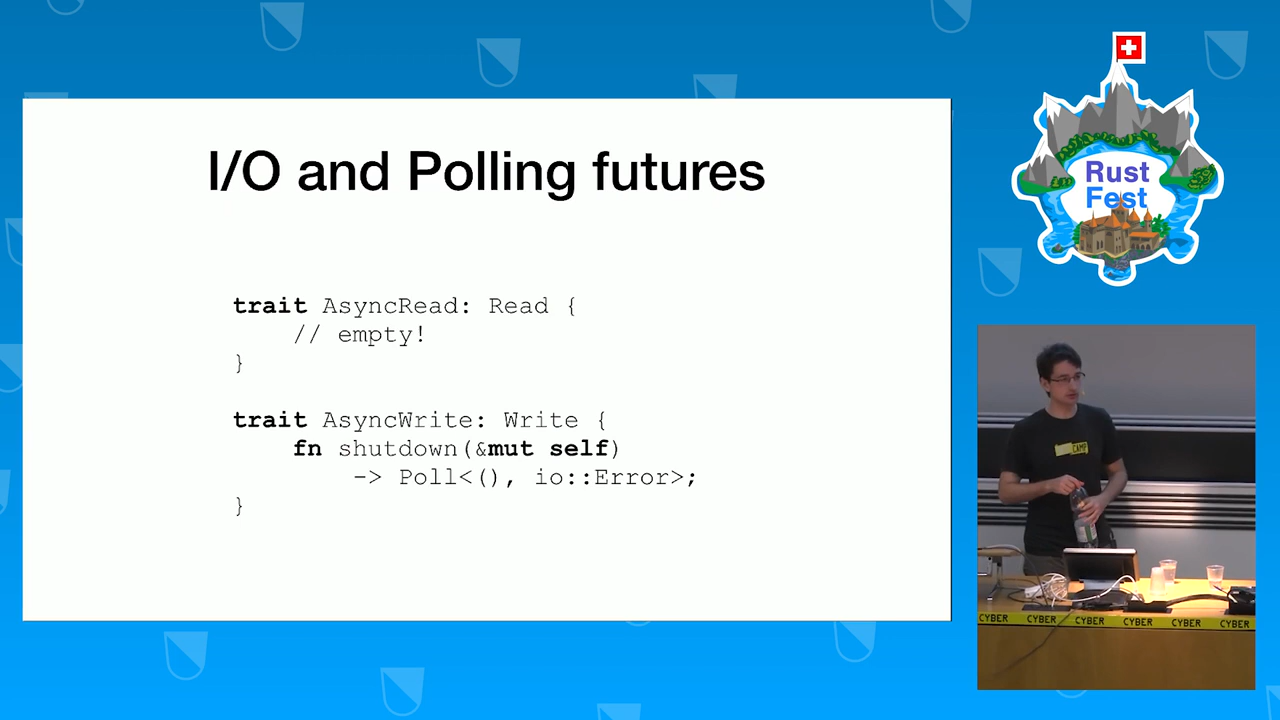 I/O and Polling futures
trait AsyncRead: Read {
// empty!
}
trait AsyncWrite: Write {
fn shutdown(&mut self)
-> Poll<(), io::Error>;
}
Rust
Fest
CAMP
CYBER CYBER CYBER CYBER CYBER CYBER